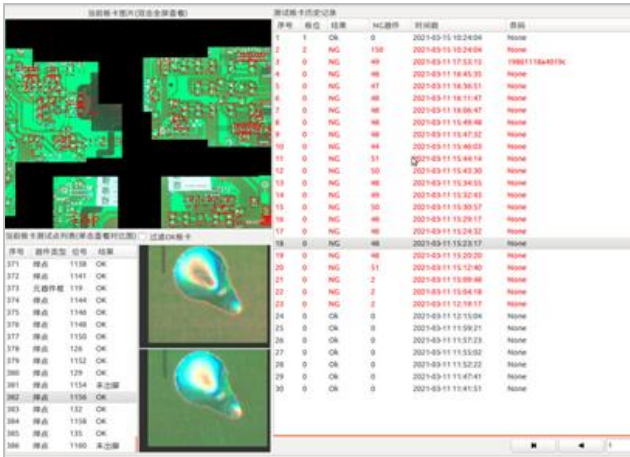 当前板卡图片(双击全屏查看)
测试板卡历史记录
序号 板位 结果 NG器件 时间戳 条码
1 1 Ok 0 2021-03-15 10:24:04 None
2 2 NG 150 2021-03-15 10:24:04 None
3 0 NG 49 2021-03-11 17:53:13
4 0 NG 46 2021-03-11 16:45:35 None
5 0 NG 47 2021-03-11 16:36:51 None
6 0 NG 48 2021-03-11 16:11:47 None
7 0 NG 48 2021-03-11 16:06:47 None
8 0 NG 48 2021-03-11 15:49:48 None
9 0 NG 48 2021-03-11 15:47:32 None
10 0 NG 44 2021-03-11 15:46:03 None
11 0 NG 51 2021-03-11 15:44:14 None
12 0 NG 50 2021-03-11 15:43:30 None
13 0 NG 48 2021-03-11 15:34:55 None
14 0 NG 49 2021-03-11 15:32:43 None
15 0 NG 50 2021-03-11 15:30:57 None
16 0 NG 48 2021-03-11 15:29:17 None
17 0 NG 48 2021-03-11 15:24:32 None
18 0 NG 48 2021-03-11 15:23:17 None
19 0 NG 48 2021-03-11 15:20:20 None
20 0 NG 51 2021-03-11 15:12:40 None
21 0 NG 2 2021-03-11 15:09:46 None
22 0 NG 2 2021-03-11 15:04:18 None
23 0 NG 2 2021-03-11 12:19:17 None
24 0 Ok 0 2021-03-11 12:15:04 None
25 0 Ok 0 2021-03-11 11:59:21 None
26 0 Ok 0 2021-03-11 11:57:23 None
27 0 Ok 0 2021-03-11 11:55:02 None
28 0 Ok 0 2021-03-11 11:52:22 None
29 0 Ok 0 2021-03-11 11:47:41 None
30 0 Ok 0 2021-03-11 11:41:51 None
当前板卡测试点列表(单击查看对比图) 过滤OK板卡
序号 器件类型 位号 结果
371 焊点 1138 OK
372 焊点 1141 OK
373 元器件框 119 OK
374 焊点 1144 OK
375 焊点 1146 OK
376 焊点 1148 OK
377 焊点 1150 OK
378 焊点 126 OK
379 焊点 1152 OK
380 焊点 129 OK
381 焊点 1154 未出脚
382 焊点 1156 OK
383 焊点 132 OK
384 焊点 1158 OK
385 焊点 135 OK
386 焊点 1160 未出脚
1